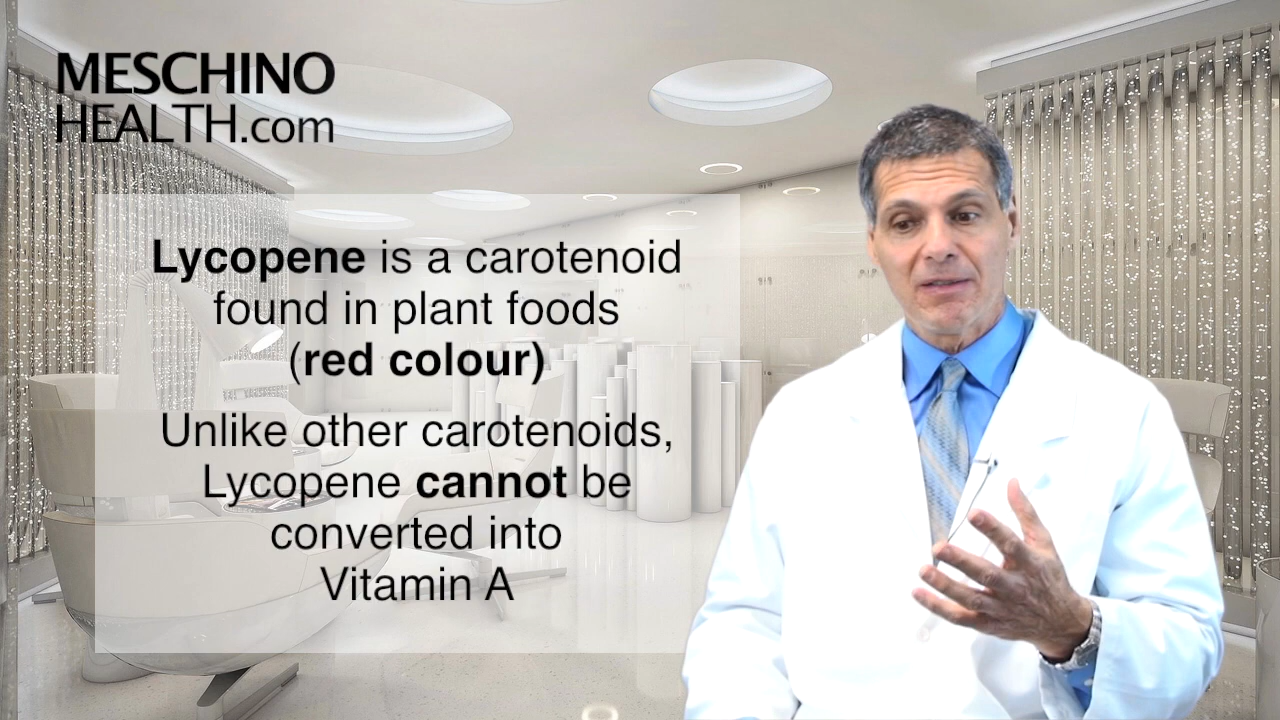 MESCHINO
HEALTH.com
Lycopene is a carotenoid
found in plant foods
(red colour)
Unlike other carotenoids,
Lycopene cannot be
converted into
Vitamin A